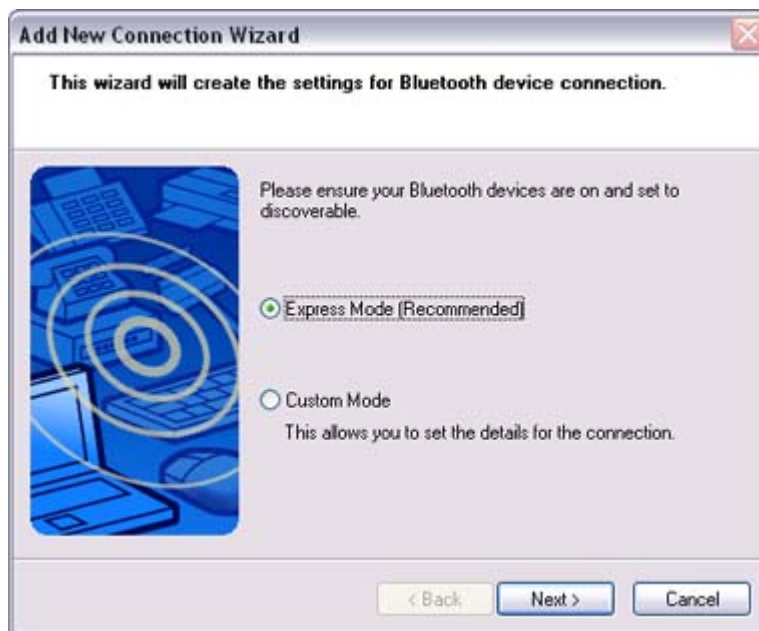 Add New Connection Wizard
This wizard will create the settings for Bluetooth device connection.
Please ensure your Bluetooth devices are on and set to
discoverable.
Express Mode (Recommended)
Custom Mode
This allows you to set the details for the connection.
< Back
Next >
Cancel